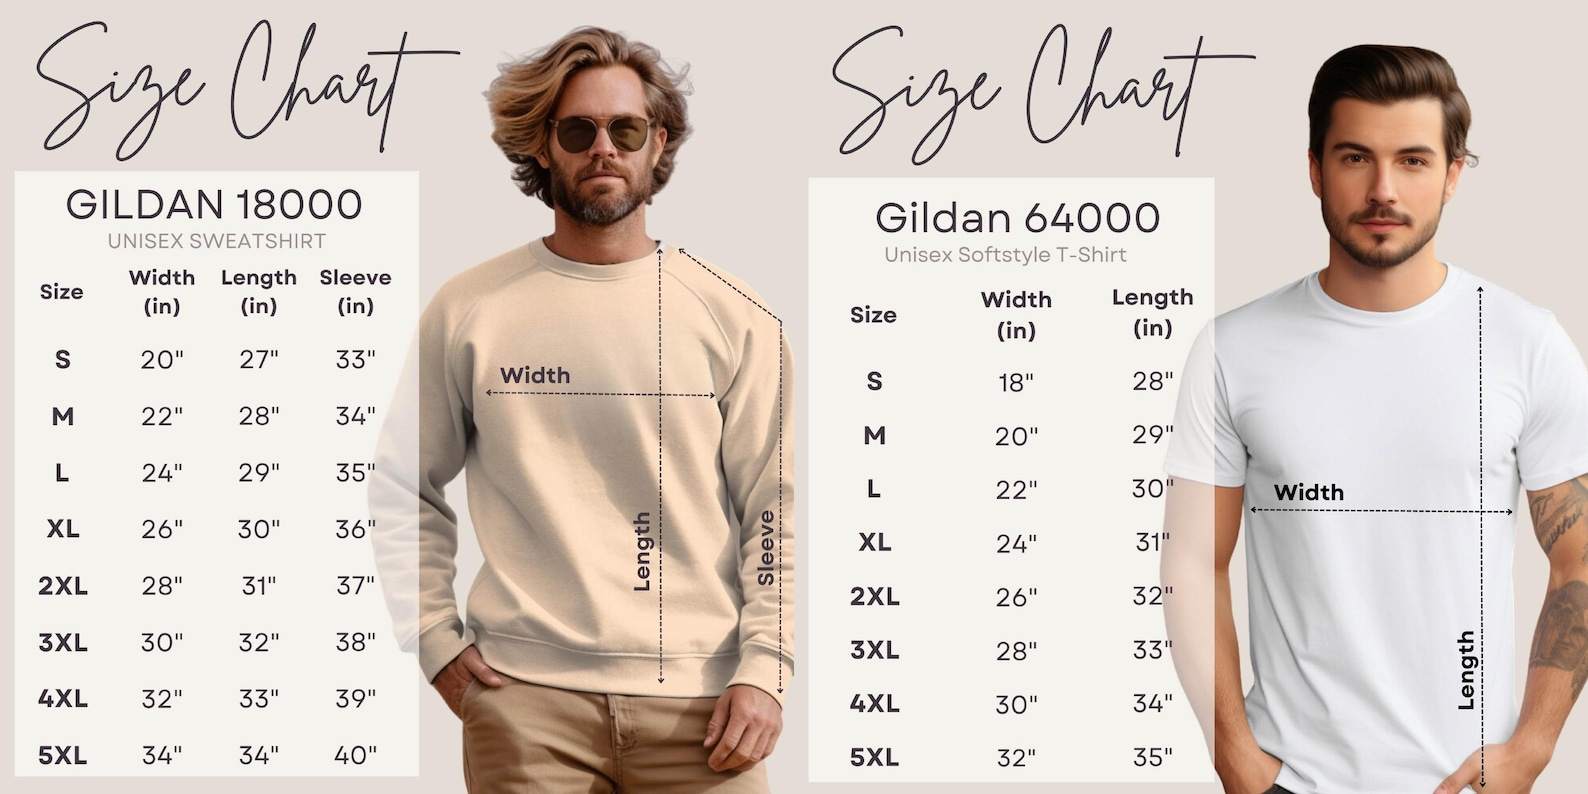 Size Chart
GILDAN 18000
UNISEX SWEATSHIRT
Size Width (in) Length (in) Sleeve (in)
S 20" 27" 33"
M 22" 28" 34"
L 24" 29" 35"
XL 26" 30" 36"
2XL 28" 31" 37"
3XL 30" 32" 38"
4XL 32" 33" 39"
5XL 34" 34" 40"
Width
Length
Sleeve
Size Chart
Gildan 64000
Unisex Softstyle T-Shirt
Size Width (in) Length (in)
S 18" 28"
M 20" 29"
L 22" 30"
XL 24" 31"
2XL 26" 32"
3XL 28" 33"
4XL 30" 34"
5XL 32" 35"
Width
Length